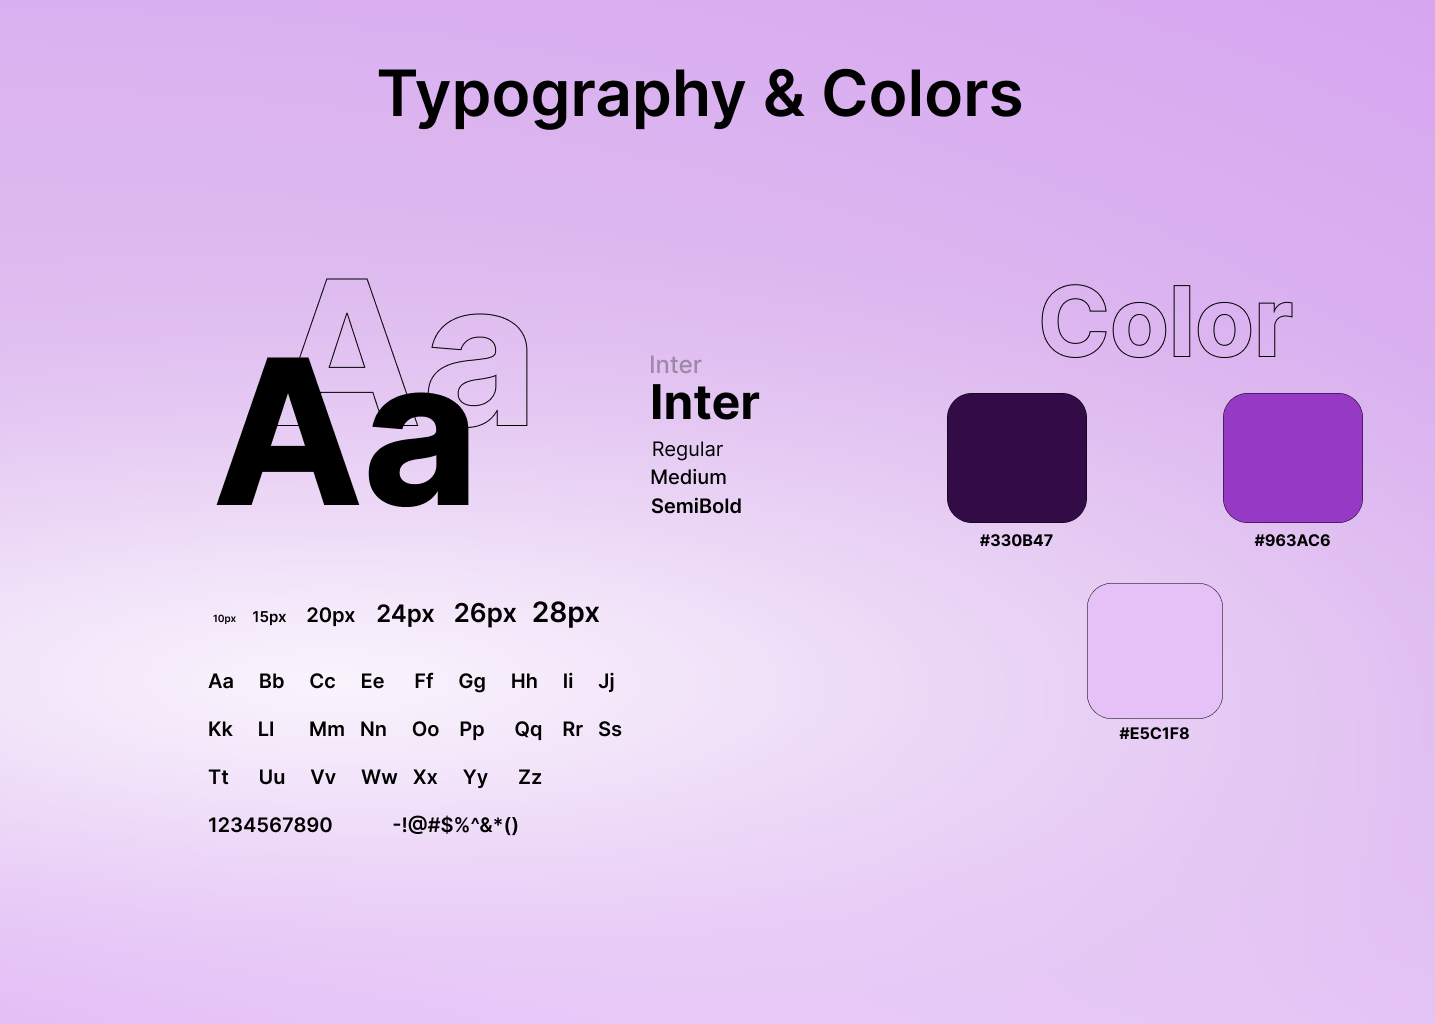 Typography & Colors
Aa
Aa
Inter
Inter
Regular
Medium
SemiBold
10px 15px 20px 24px 26px 28px
Aa Bb Cc Ee Ff Gg Hh Ii Jj
Kk Ll Mm Nn Oo Pp Qq Rr Ss
Tt Uu Vv Ww Xx Yy Zz
1234567890 -!@#$%^&*()
Color
#330B47 #963AC6
#E5C1F8